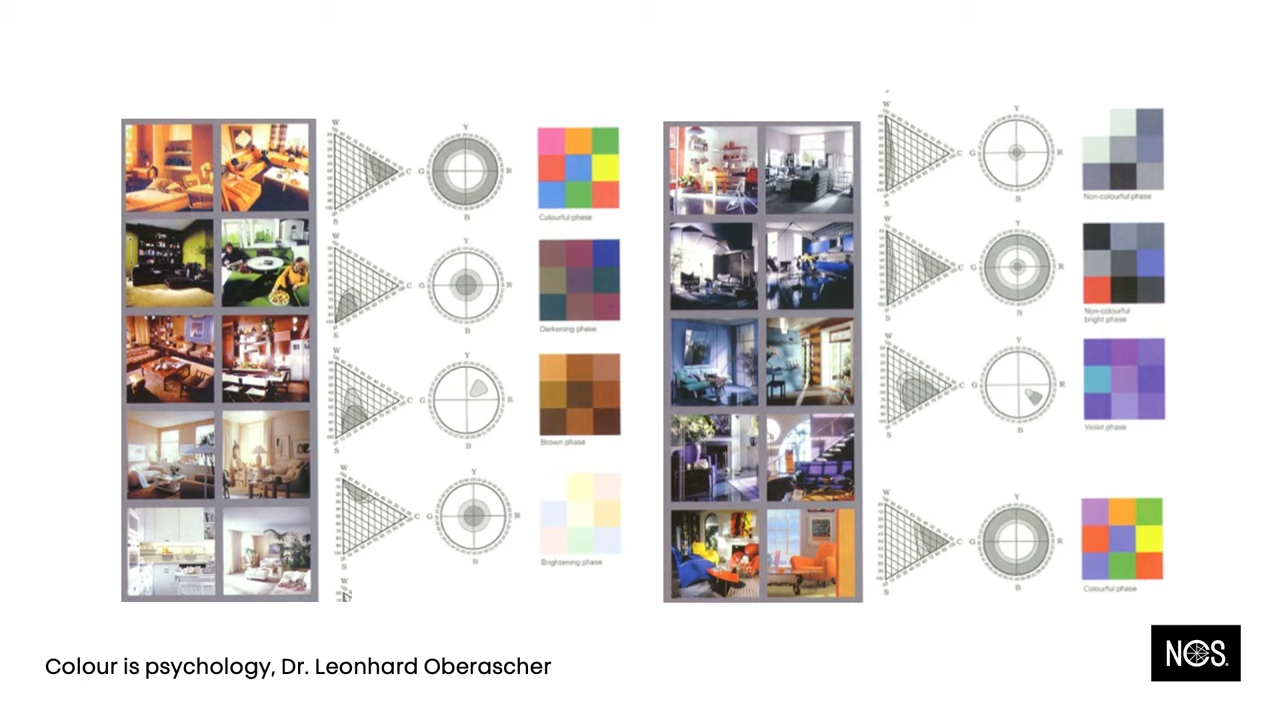 W
S
C
Y
G
R
B
Colourful phase
W
S
C
Y
G
R
B
Darkening phase
W
S
C
Y
G
R
B
Brown phase
W
S
C
Y
G
R
B
Brightening phase
W
W
S
C
Y
G
R
B
Non-colourful phase
W
S
C
Y
G
R
B
Non-colourful
bright phase
W
S
C
Y
G
R
B
Violet phase
W
S
C
Y
G
R
B
Colourful phase
Colour is psychology, Dr. Leonhard Oberascher
NCS